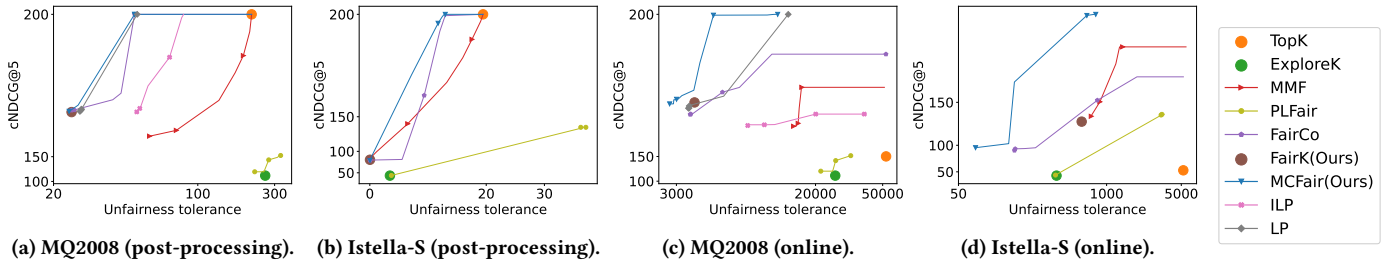 cNDCG@5
200
150
100
20
100
300
Unfairness tolerance
(a) MQ2008 (post-processing).
cNDCG@5
200
150
100
50
0
10
20
30
Unfairness tolerance
(b) Istella-S (post-processing).
cNDCG@5
200
150
100
3000
20000
50000
Unfairness tolerance
(c) MQ2008 (online).
cNDCG@5
200
150
100
50
50
1000
5000
Unfairness tolerance
(d) Istella-S (online).
TopK
ExploreK
MMF
PLFair
FairCo
FairK(Ours)
MCFair(Ours)
ILP
LP